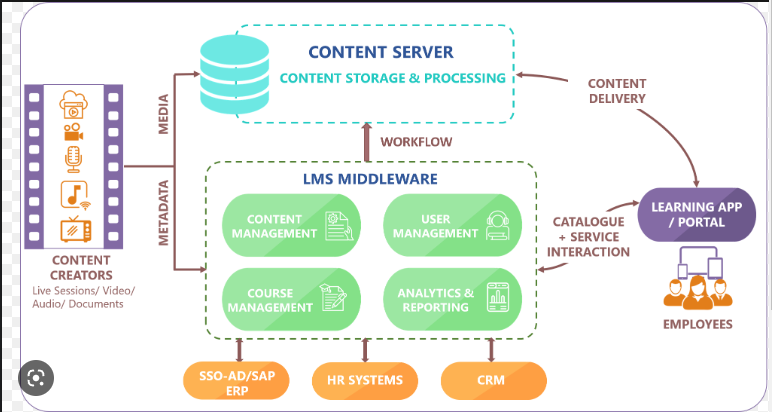 CONTENT SERVER
CONTENT STORAGE & PROCESSING
CONTENT
DELIVERY
MEDIA
WORKFLOW
LMS MIDDLEWARE
METADATA
CONTENT
MANAGEMENT
USER
MANAGEMENT
COURSE
MANAGEMENT
ANALYTICS &
REPORTING
CATALOGUE
+ SERVICE
INTERACTION
LEARNING APP
/ PORTAL
EMPLOYEES
CONTENT
CREATORS
Live Sessions/ Video/
Audio/ Documents
SSO-AD/SAP
ERP
HR SYSTEMS
CRM